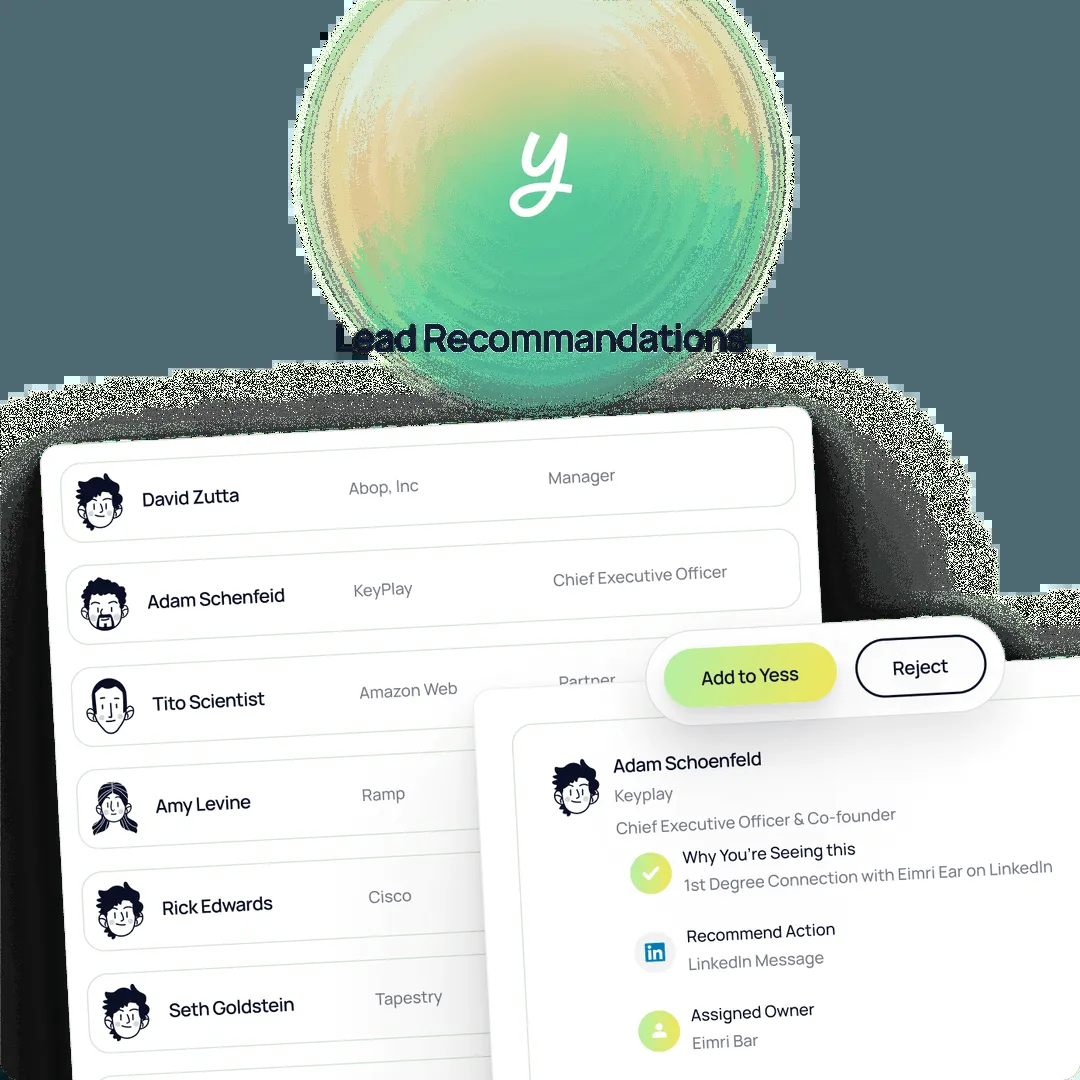 y
Lead Recommandations
David Zutta Abop, Inc Manager
Adam Schenfeid KeyPlay Chief Executive Officer
Tito Scientist Amazon Web Partner
Amy Levine Ramp
Rick Edwards Cisco
Seth Goldstein Tapestry
Add to Yess Reject
Adam Schoenfeld
Keyplay
Chief Executive Officer & Co-founder
Why You're Seeing this
1st Degree Connection with Eimri Ear on LinkedIn
in
Recommend Action
LinkedIn Message
Assigned Owner
Eimri Bar